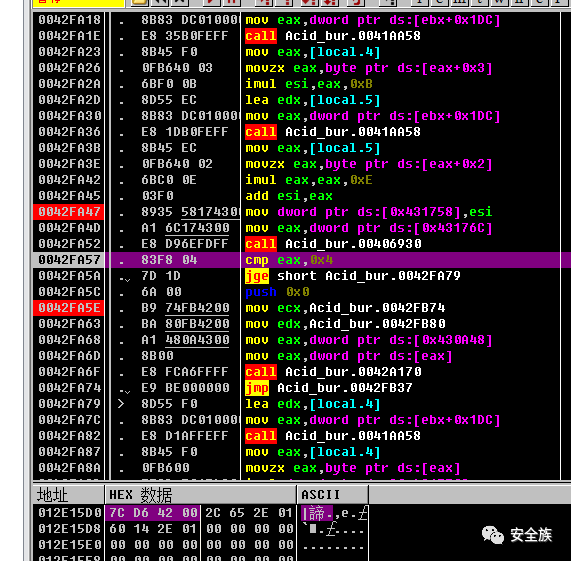 0042FA18 . 8B83 DC010000 mov eax,dword ptr ds:[ebx+0x1DC]
0042FA1E . E8 35B0FEFF call Acid_bur.0041AA58
0042FA23 . 8B45 F0 mov eax,[local.4]
0042FA26 . 0FB640 03 movzx eax,byte ptr ds:[eax+0x3]
0042FA2A . 6BF0 0B imul esi,eax,0xB
0042FA2D . 8D55 EC lea edx,[local.5]
0042FA30 . 8B83 DC010000 mov eax,dword ptr ds:[ebx+0x1DC]
0042FA36 . E8 1DB0FEFF call Acid_bur.0041AA58
0042FA3B . 8B45 EC mov eax,[local.5]
0042FA3E . 0FB640 02 movzx eax,byte ptr ds:[eax+0x2]
0042FA42 . 6BC0 0E imul eax,eax,0xE
0042FA45 . 03F0 add esi,eax
0042FA47 . 8935 58174300 mov dword ptr ds:[0x431758],esi
0042FA4D . A1 6C174300 mov eax,dword ptr ds:[0x43176C]
0042FA52 . E8 D96EFDFF call Acid_bur.00406930
0042FA57 . 83F8 04 cmp eax,0x4
0042FA5A . 7D 1D jge short Acid_bur.0042FA79
0042FA5C . 6A 00 push 0x0
0042FA5E . B9 74FB4200 mov ecx,Acid_bur.0042FB74
0042FA63 . BA 80FB4200 mov edx,Acid_bur.0042FB80
0042FA68 . A1 480A4300 mov eax,dword ptr ds:[0x430A48]
0042FA6D . 8B00 mov eax,dword ptr ds:[eax]
0042FA6F . E8 FCA6FFFF call Acid_bur.0042A170
0042FA74 . E9 BE000000 jmp Acid_bur.0042FB37
0042FA79 > 8D55 F0 lea edx,[local.4]
0042FA7C . 8B83 DC010000 mov eax,dword ptr ds:[ebx+0x1DC]
0042FA82 . E8 D1AFFEFF call Acid_bur.0041AA58
0042FA87 . 8B45 F0 mov eax,[local.4]
0042FA8A . 0FB600 movzx eax,byte ptr ds:[eax]
地址 HEX 数据 ASCII
012E15D0 7C D6 42 00 2C 65 2E 01 |諦.,e.
012E15D8 60 14 2E 01 00 00 00 00
012E15E0 00 00 00 00 00 00 00 00 ........
安全族